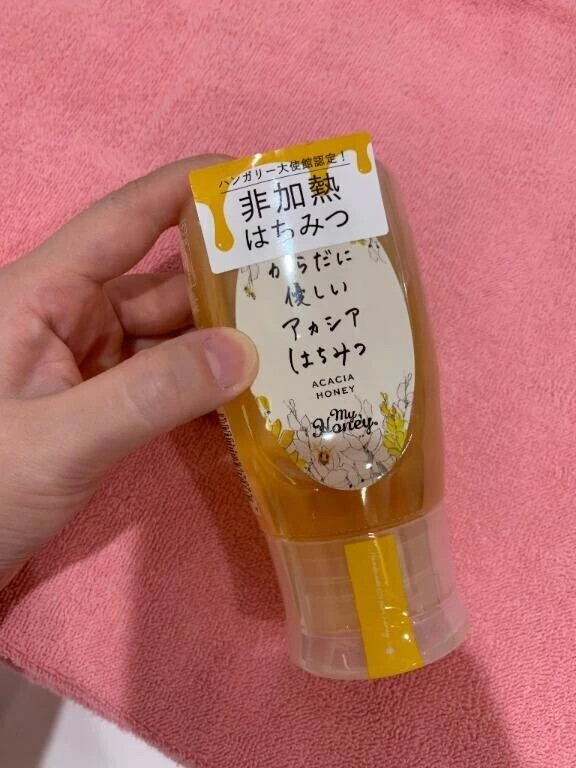 ハンガリー大使館認定！
非加熱
はちみつ
からだに
優しい
アカシア
はちみつ
ACACIA
HONEY
My
Honey